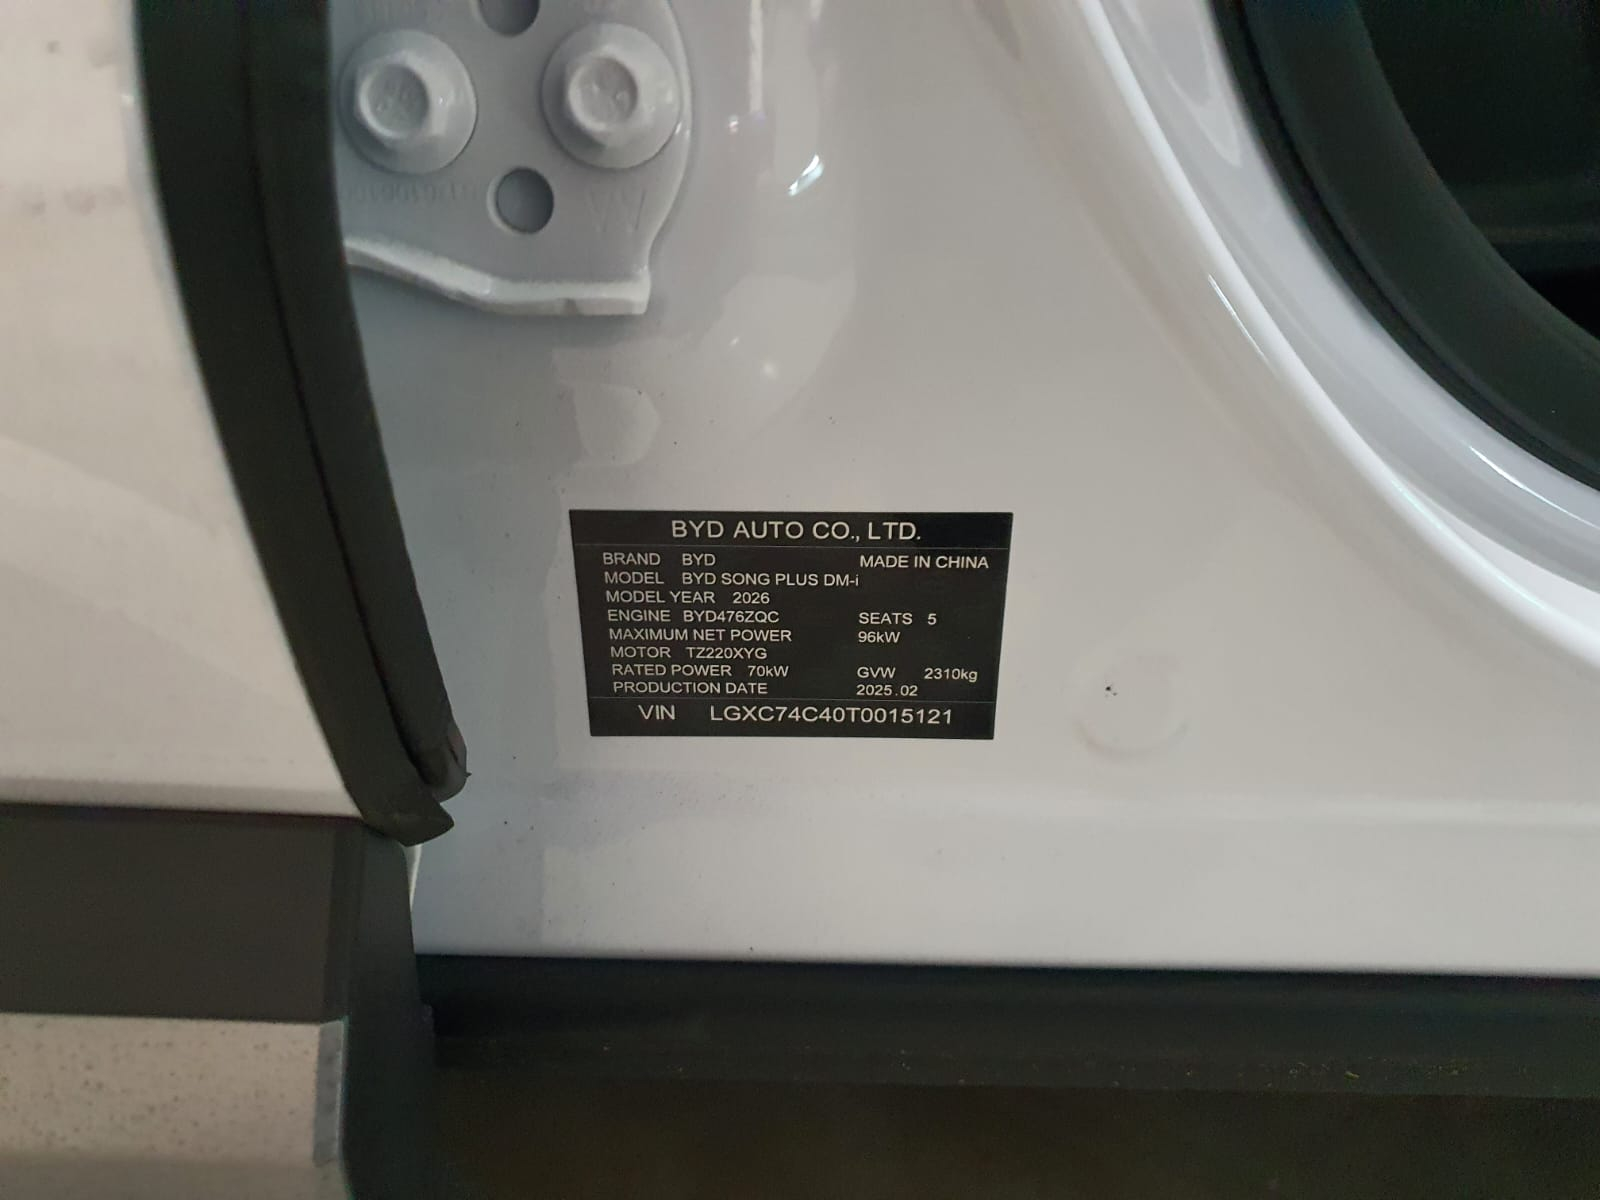 BYD AUTO CO., LTD.
BRAND BYD MADE IN CHINA
MODEL BYD SONG PLUS DM-i
MODEL YEAR 2026
ENGINE BYD476ZQC SEATS 5
MAXIMUM NET POWER 96kW
MOTOR TZ220XYG
RATED POWER 70kW GVW 2310kg
PRODUCTION DATE 2025.02
VIN LGXC74C40T0015121